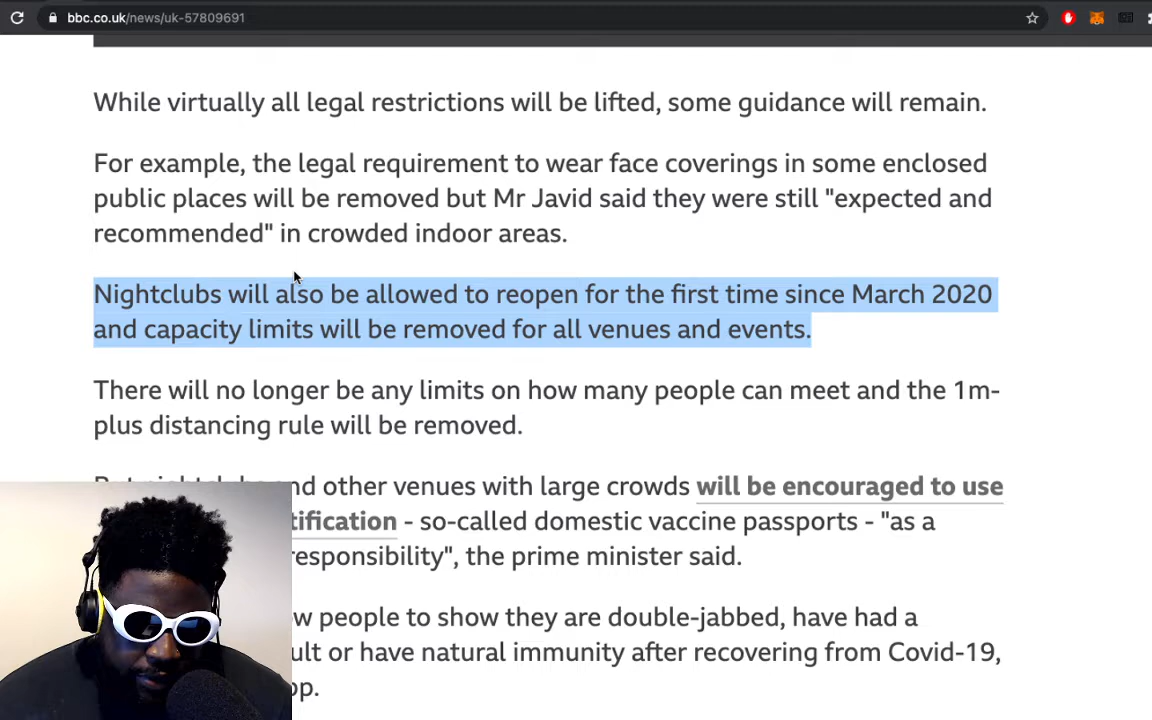 bbc.co.uk/news/uk-57809691
While virtually all legal restrictions will be lifted, some guidance will remain.
For example, the legal requirement to wear face coverings in some enclosed
public places will be removed but Mr Javid said they were still "expected and
recommended" in crowded indoor areas.
Nightclubs will also be allowed to reopen for the first time since March 2020
and capacity limits will be removed for all venues and events.
There will no longer be any limits on how many people can meet and the 1m-
plus distancing rule will be removed.
But nightclubs and other venues with large crowds will be encouraged to use
- so-called domestic vaccine passports - "as a
responsibility", the prime minister said.
people to show they are double-jabbed, have had a
or have natural immunity after recovering from Covid-19,